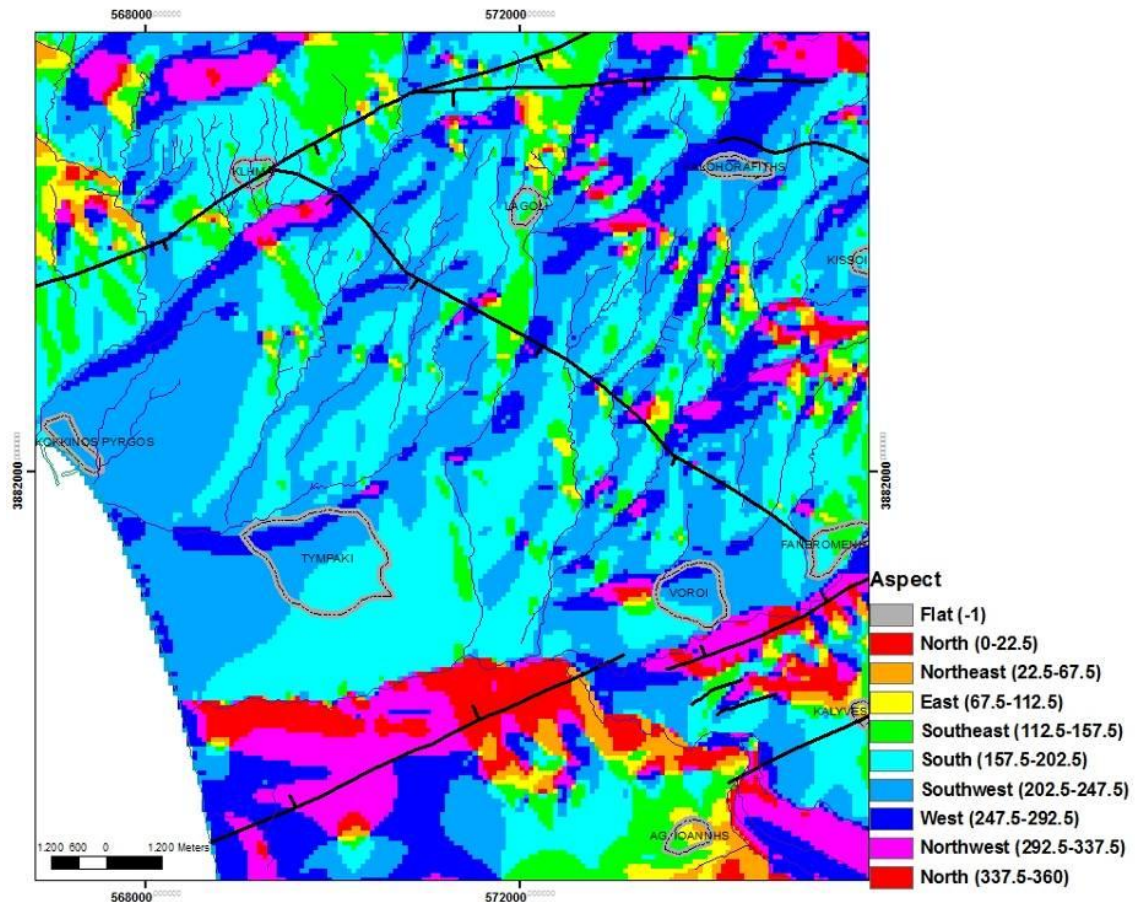 568000
572000
KLHMA
LAGOLI
KISSOI
KOKKINOS PYRGOS
3882000
3882000
TYMPAKI
FANEROMENH
VOROI
KALYVES
AG. IOANNHS
1.200 600 0 1.200 Meters
568000
572000
Aspect
Flat (-1)
North (0-22.5)
Northeast (22.5-67.5)
East (67.5-112.5)
Southeast (112.5-157.5)
South (157.5-202.5)
Southwest (202.5-247.5)
West (247.5-292.5)
Northwest (292.5-337.5)
North (337.5-360)